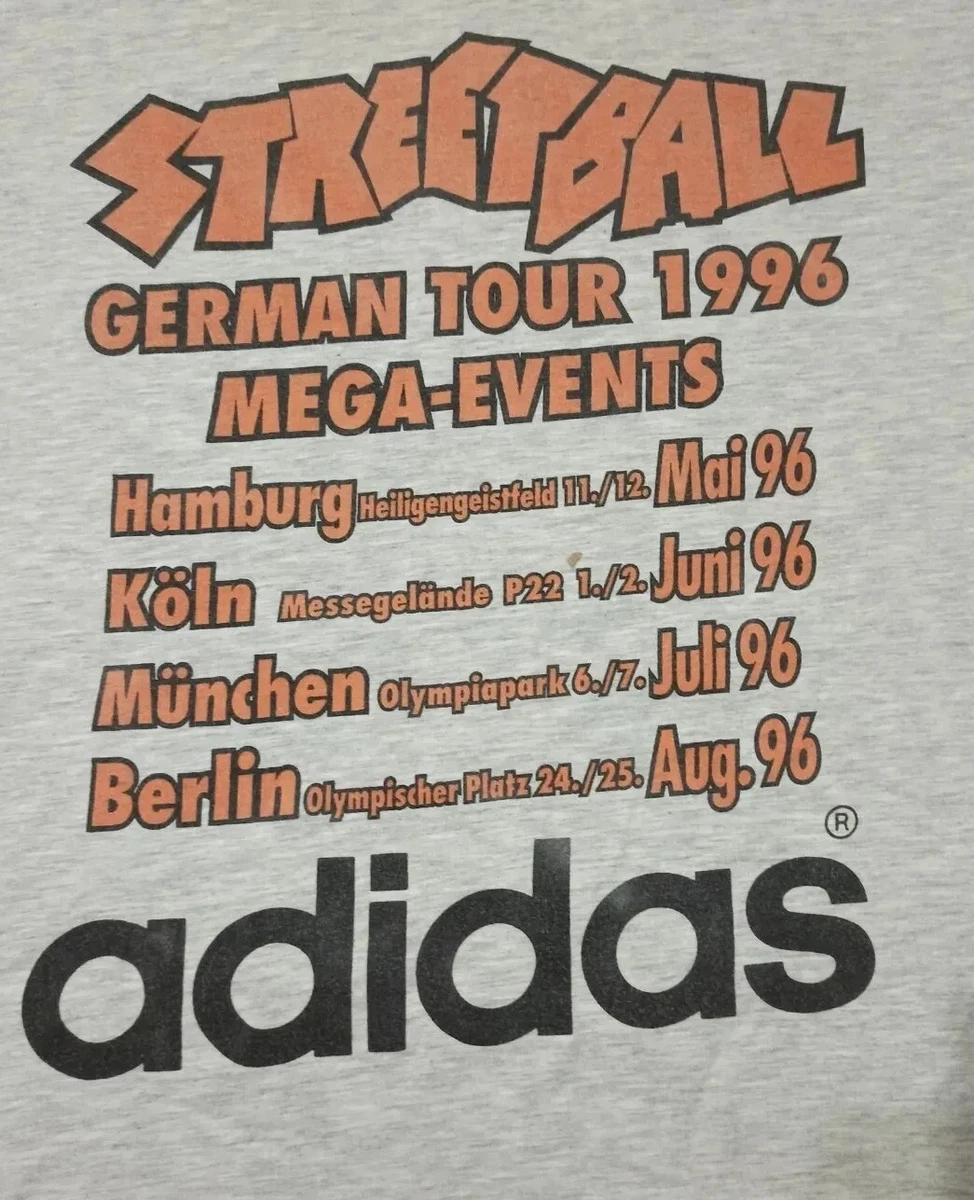 STREETBALL
GERMAN TOUR 1996
MEGA-EVENTS
Hamburg Heiligengeistfeld 11./12. Mai 96
Köln Messegelände P22 1./2. Juni 96
München Olympiapark 6./7. Juli 96
Berlin Olympischer Platz 24./25. Aug. 96
adidas®